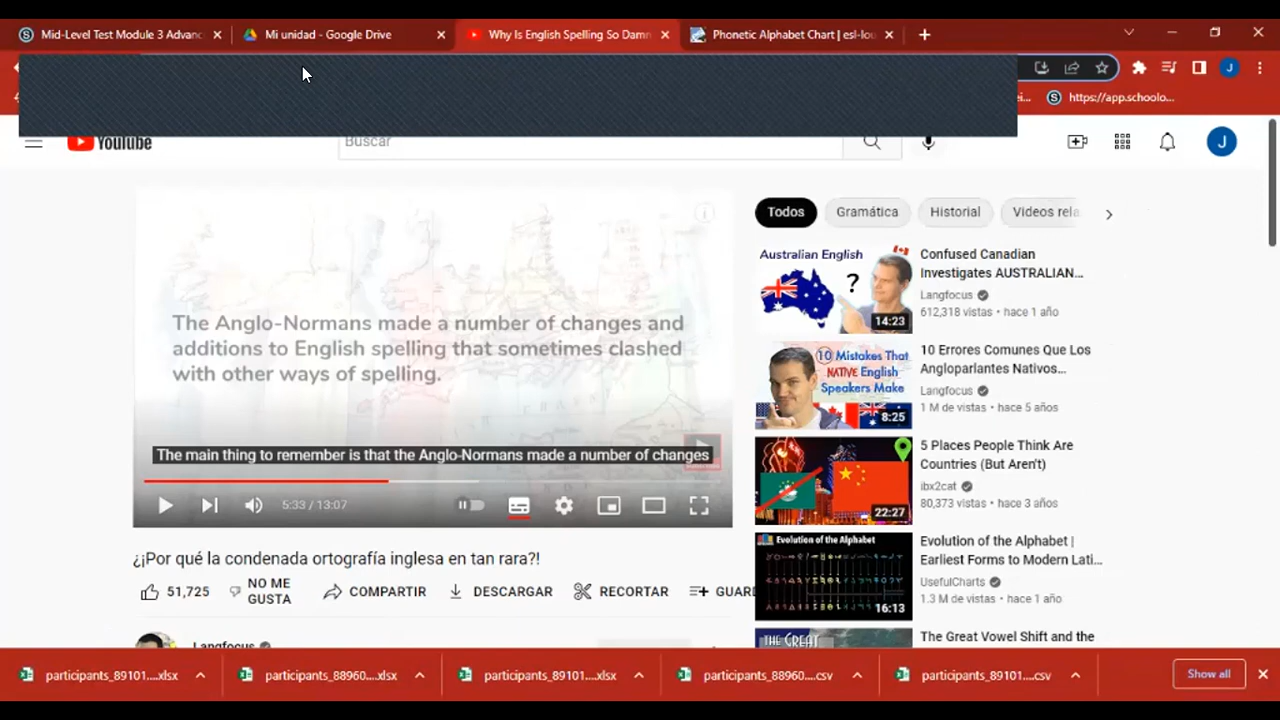 Mid-Level Test Module 3 Advanc
Mi unidad - Google Drive
Why Is English Spelling So Damn
Phonetic Alphabet Chart | esl-lou
J
ei...
https://app.schoolo...
YouTube
Buscar
J
The Anglo-Normans made a number of changes and
additions to English spelling that sometimes clashed
with other ways of spelling.
The main thing to remember is that the Anglo-Normans made a number of changes
5:33 / 13:07
¿¡Por qué la condenada ortografía inglesa en tan rara?!
51,725
NO ME
GUSTA
COMPARTIR
DESCARGAR
RECORTAR
GUAR
Langfocus
Todos
Gramática
Historial
Videos rela
Australian English
?
14:23
Confused Canadian
Investigates AUSTRALIAN...
Langfocus
612,318 vistas • hace 1 año
10 Mistakes That
NATIVE English
Speakers Make
8:25
10 Errores Comunes Que Los
Angloparlantes Nativos...
Langfocus
1 M de vistas • hace 5 años
22:27
5 Places People Think Are
Countries (But Aren't)
ibx2cat
80,373 vistas • hace 3 años
Evolution of the Alphabet
16:13
Evolution of the Alphabet |
Earliest Forms to Modern Lati...
UsefulCharts
1.3 M de vistas • hace 1 año
THE GREAT
The Great Vowel Shift and the
participants_89101....xlsx
participants_88960....xlsx
participants_89101....xlsx
participants_88960....csv
participants_89101....csv
Show all